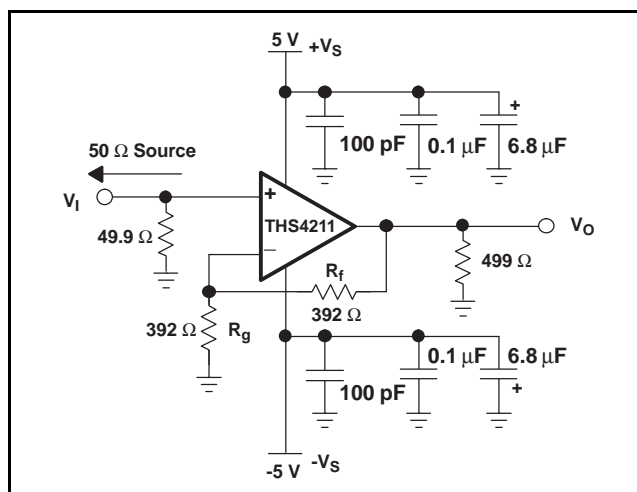 5 V
+VS
+
100 pF
0.1 µF
6.8 µF
50 Ω Source
VI
+
THS4211
−
VO
49.9 Ω
Rf
499 Ω
392 Ω
392 Ω
Rg
0.1 µF
6.8 µF
100 pF
+
-5 V
-VS